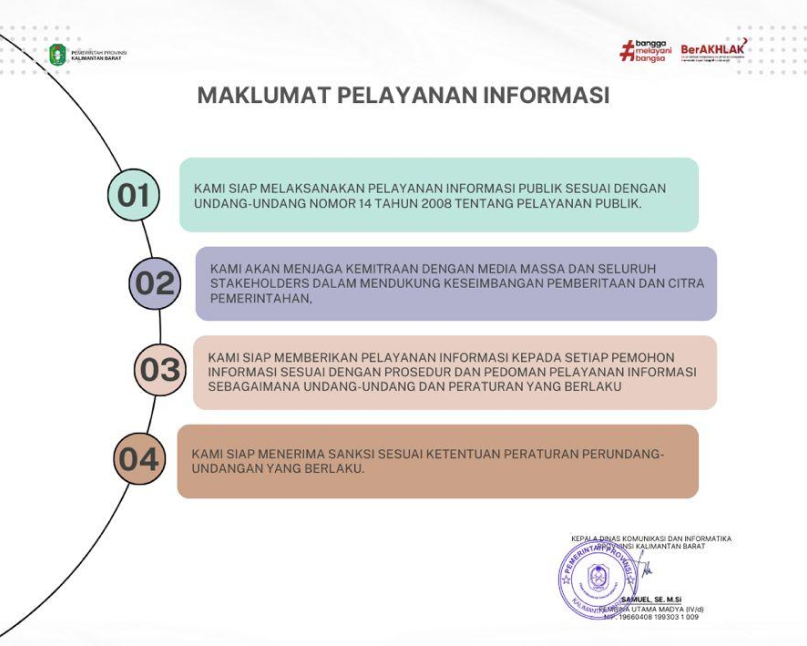 PEMERINTAH PROVINSI
KALIMANTAN BARAT
bangga
melayani
bangsa
BerAKHLAK
MAKLUMAT PELAYANAN INFORMASI
01
KAMI SIAP MELAKSANAKAN PELAYANAN INFORMASI PUBLIK SESUAI DENGAN
UNDANG-UNDANG NOMOR 14 TAHUN 2008 TENTANG PELAYANAN PUBLIK.
02
KAMI AKAN MENJAGA KEMITRAAN DENGAN MEDIA MASSA DAN SELURUH
STAKEHOLDERS DALAM MENDUKUNG KESEIMBANGAN PEMBERITAAN DAN CITRA
PEMERINTAHAN,
03
KAMI SIAP MEMBERIKAN PELAYANAN INFORMASI KEPADA SETIAP PEMOHON
INFORMASI SESUAI DENGAN PROSEDUR DAN PEDOMAN PELAYANAN INFORMASI
SEBAGAIMANA UNDANG-UNDANG DAN PERATURAN YANG BERLAKU
04
KAMI SIAP MENERIMA SANKSI SESUAI KETENTUAN PERATURAN PERUNDANG-
UNDANGAN YANG BERLAKU.
KEPALA DINAS KOMUNIKASI DAN INFORMATIKA
PROVINSI KALIMANTAN BARAT
PEMERINTAH PROVINSI
SAMUEL, SE. M.Si
PEMBINA UTAMA MADYA (IV/d)
NIP. 19660408 199303 1 009